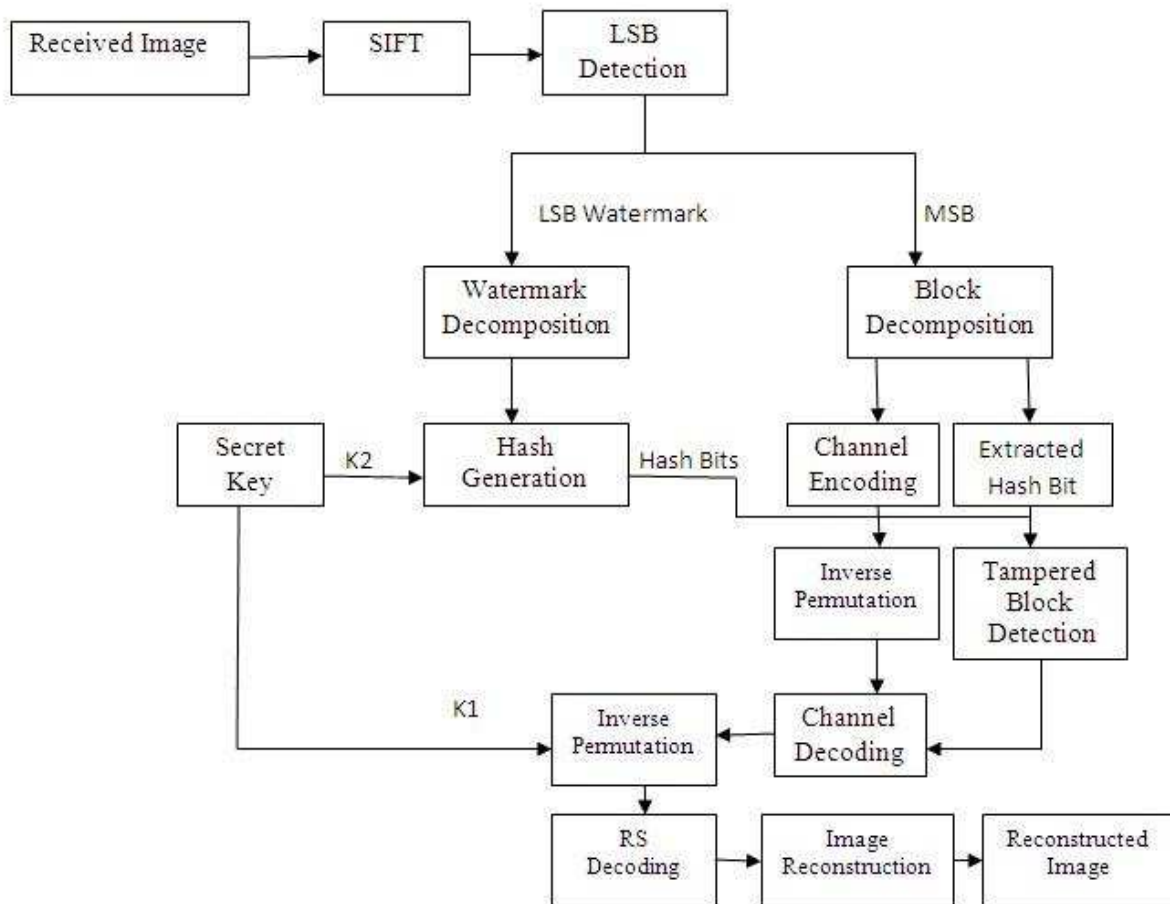 Received Image
SIFT
LSB
Detection
LSB Watermark
MSB
Watermark
Decomposition
Block
Decomposition
Secret
Key
K2
Hash
Generation
Hash Bits
Channel
Encoding
Extracted
Hash Bit
Inverse
Permutation
Tampered
Block
Detection
K1
Inverse
Permutation
Channel
Decoding
RS
Decoding
Image
Reconstruction
Reconstructed
Image